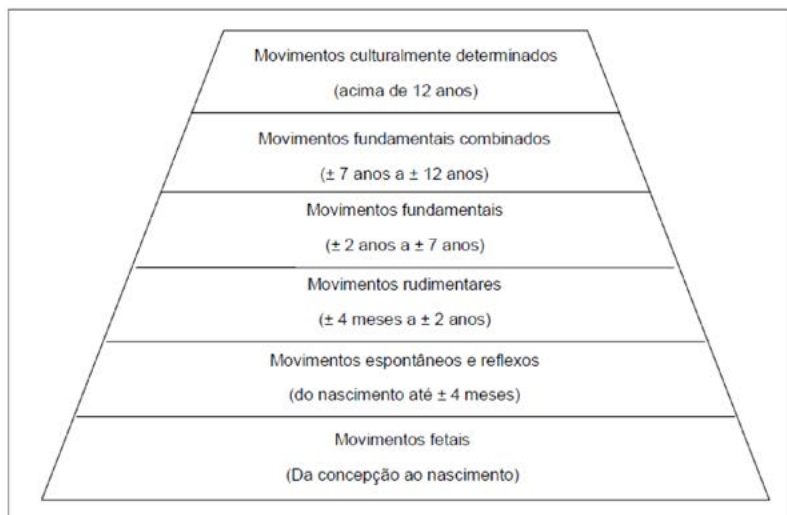 Movimentos culturalmente determinados
(acima de 12 anos)
Movimentos fundamentais combinados
(± 7 anos a ± 12 anos)
Movimentos fundamentais
(± 2 anos a ± 7 anos)
Movimentos rudimentares
(± 4 meses a ± 2 anos)
Movimentos espontâneos e reflexos
(do nascimento até ± 4 meses)
Movimentos fetais
(Da concepção ao nascimento)